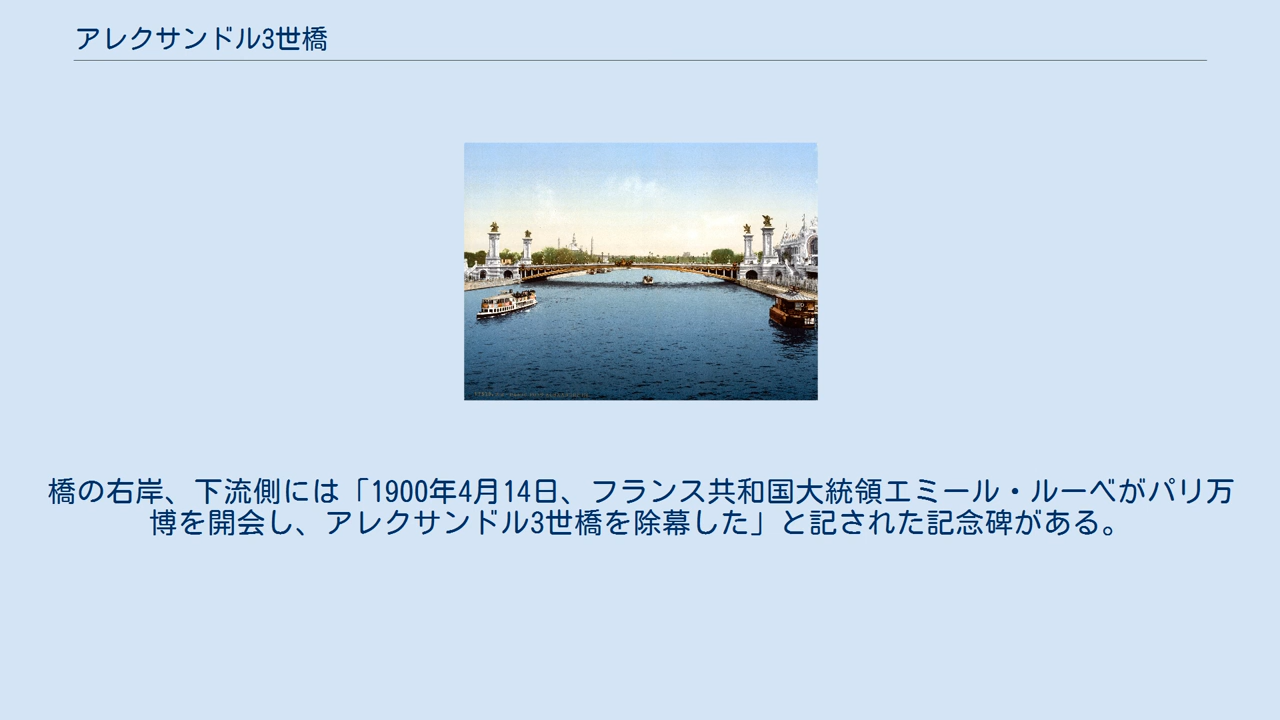 アレクサンドル3世橋
橋の右岸、下流側には「1900年4月14日、フランス共和国大統領エミール・ルーベがパリ万
博を開会し、アレクサンドル3世橋を除幕した」と記された記念碑がある。